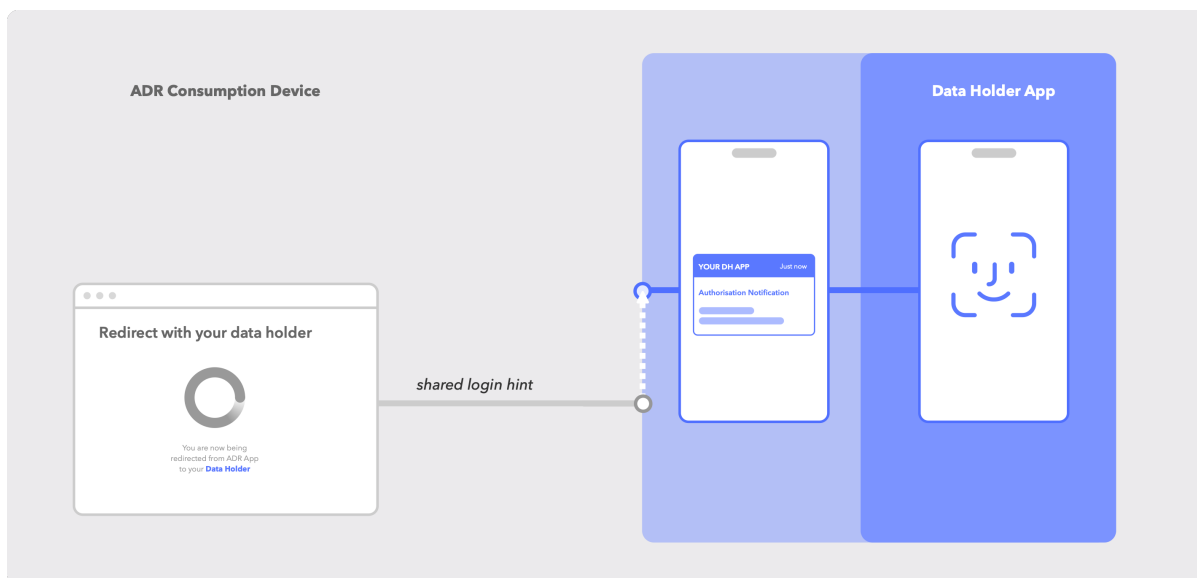 ADR Consumption Device
Data Holder App
YOUR DH APP
Just now
Authorisation Notification
Redirect with your data holder
shared login hint
You are now being
redirected from ADR App
to your Data Holder